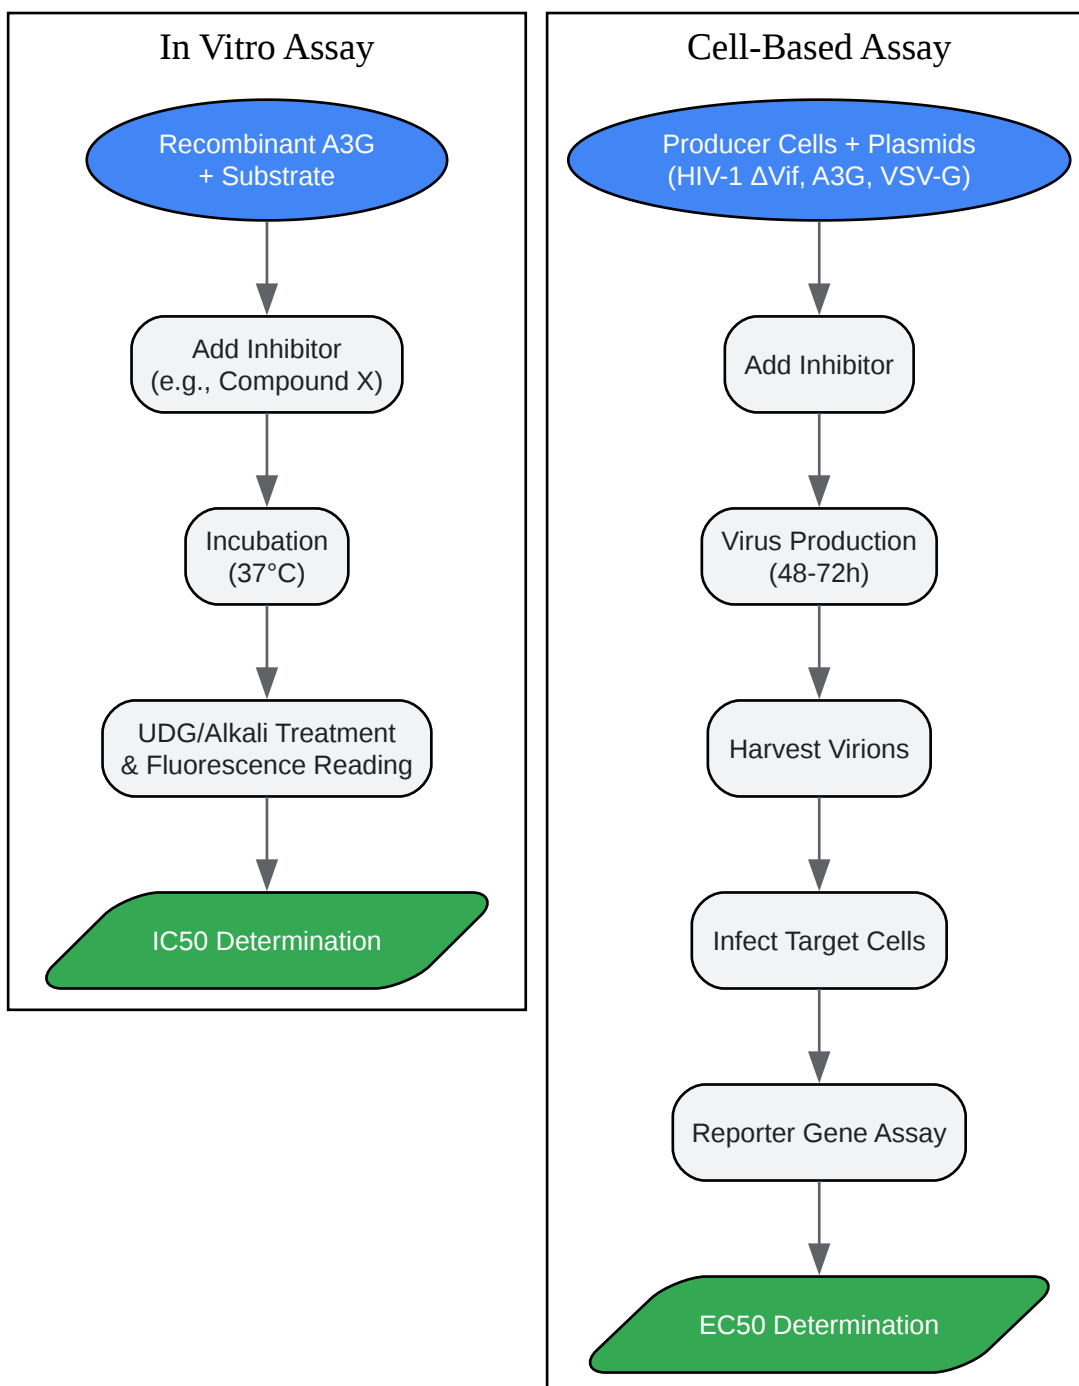 In Vitro Assay
Recombinant A3G
+ Substrate
Add Inhibitor
(e.g., Compound X)
Incubation
(37°C)
UDG/Alkali Treatment
& Fluorescence Reading
IC50 Determination
Cell-Based Assay
Producer Cells + Plasmids
(HIV-1 ΔVif, A3G, VSV-G)
Add Inhibitor
Virus Production
(48-72h)
Harvest Virions
Infect Target Cells
Reporter Gene Assay
EC50 Determination